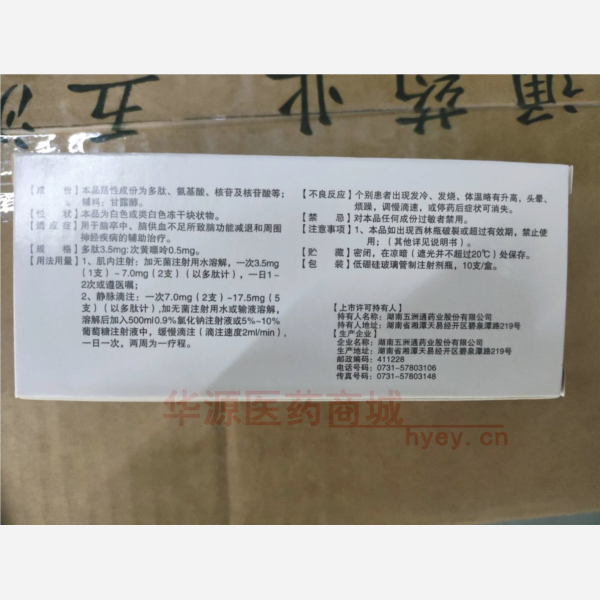 五 业 药 通
【成 份】本品活性成份为多肽、氨基酸、核苷及核苷酸等；
辅料：甘露醇。
【性 状】本品为白色或类白色冻干块状物。
【适应症】用于脑卒中、脑供血不足所致脑功能减退和周围
神经疾病的辅助治疗。
【规 格】多肽3.5mg:次黄嘌呤0.5mg。
【用法用量】1、肌内注射：加无菌注射用水溶解，一次3.5mg
（1支）~7.0mg（2支）（以多肽计），一日1~
2次或遵医嘱；
2、静脉滴注：一次7.0mg（2支）~17.5mg（5
支）（以多肽计），加无菌注射用水或输液溶解，
溶解后加入500ml0.9%氯化钠注射液或5%~10%
葡萄糖注射液中，缓慢滴注（滴注速度2ml/min），
一日一次，两周为一疗程。
【不良反应】个别患者出现发冷、发烧、体温略有升高，头晕、
烦躁、调慢滴速，或停药后症状可消失。
【禁 忌】对本品任何成份过敏者禁用。
【注意事项】1、本品如出现西林瓶破裂或超过有效期，禁止使
用；（其他详见说明书）。
【贮 藏】密闭，在凉暗（遮光并不超过20℃）处保存。
【包 装】低硼硅玻璃管制注射剂瓶，10支/盒。
【上市许可持有人】
持有人名称：湖南五洲通药业股份有限公司
持有人地址：湖南省湘潭天易经开区碧泉潭路219号
【生产企业】
企业名称：湖南五洲通药业股份有限公司
生产地址：湖南省湘潭天易经开区碧泉潭路219号
邮政编码：411228
电话号码：0731-57803106
传真号码：0731-57803148
华源医药商城
hyey.cn